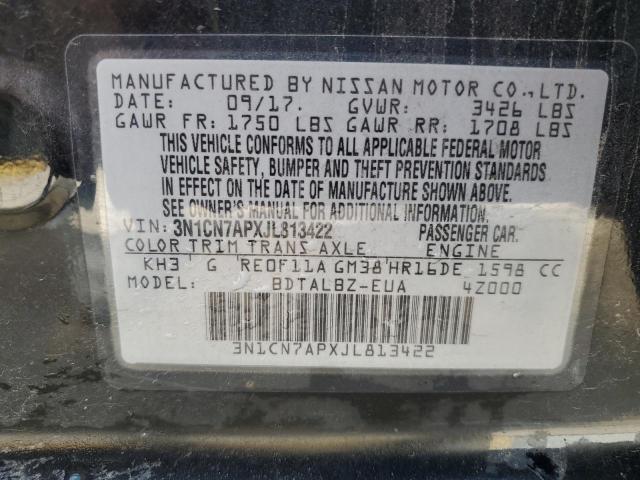 MANUFACTURED BY NISSAN MOTOR CO.,LTD.
DATE: 09/17. GVWR: 3426 LBS
GAWR FR: 1750 LBS GAWR RR: 1708 LBS
THIS VEHICLE CONFORMS TO ALL APPLICABLE FEDERAL MOTOR
VEHICLE SAFETY, BUMPER AND THEFT PREVENTION STANDARDS
IN EFFECT ON THE DATE OF MANUFACTURE SHOWN ABOVE.
SEE OWNER'S MANUAL FOR ADDITIONAL INFORMATION.
VIN: 3N1CN7APXJL813422 PASSENGER CAR.
COLOR TRIM TRANS AXLE ENGINE
KH3 G RE0F11A GM38 HR16DE 1598 CC
MODEL: BDTALBZ-EUA 4Z000
3N1CN7APXJL813422